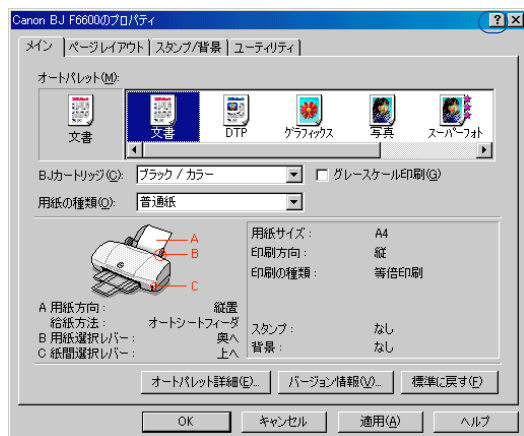 Canon BJ F6600のプロパティ
メイン ページレイアウト スタンプ/背景 ユーティリティ
オートパレット(M):
文書 文書 DTP グラフィックス 写真 スーパーフォト
BJカートリッジ(C): ブラック / カラー グレースケール印刷(G)
用紙の種類(O): 普通紙
A
B
C
A 用紙方向: 縦置
給紙方法: オートシートフィーダ
B 用紙選択レバー: 奥へ
C 紙間選択レバー: 上へ
用紙サイズ: A4
印刷方向: 縦
印刷の種類: 等倍印刷
スタンプ: なし
背景: なし
オートパレット詳細(E)... バージョン情報(V)... 標準に戻す(F)
OK キャンセル 適用(A) ヘルプ